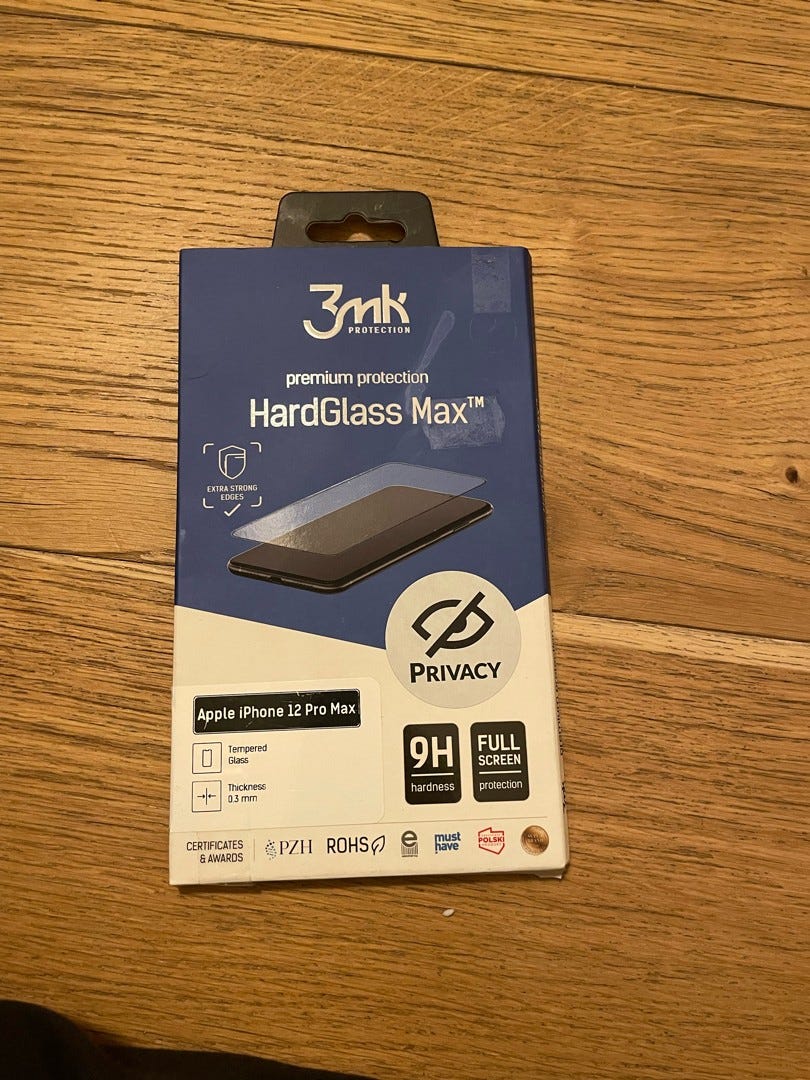 3mk
PROTECTION
premium protection
HardGlass Max™
EXTRA STRONG
EDGES
PRIVACY
Apple iPhone 12 Pro Max
Tempered
Glass
Thickness
0.3 mm
9H
hardness
FULL
SCREEN
protection
CERTIFICATES
& AWARDS
PZH
ROHS
e
must
have
POLSKI